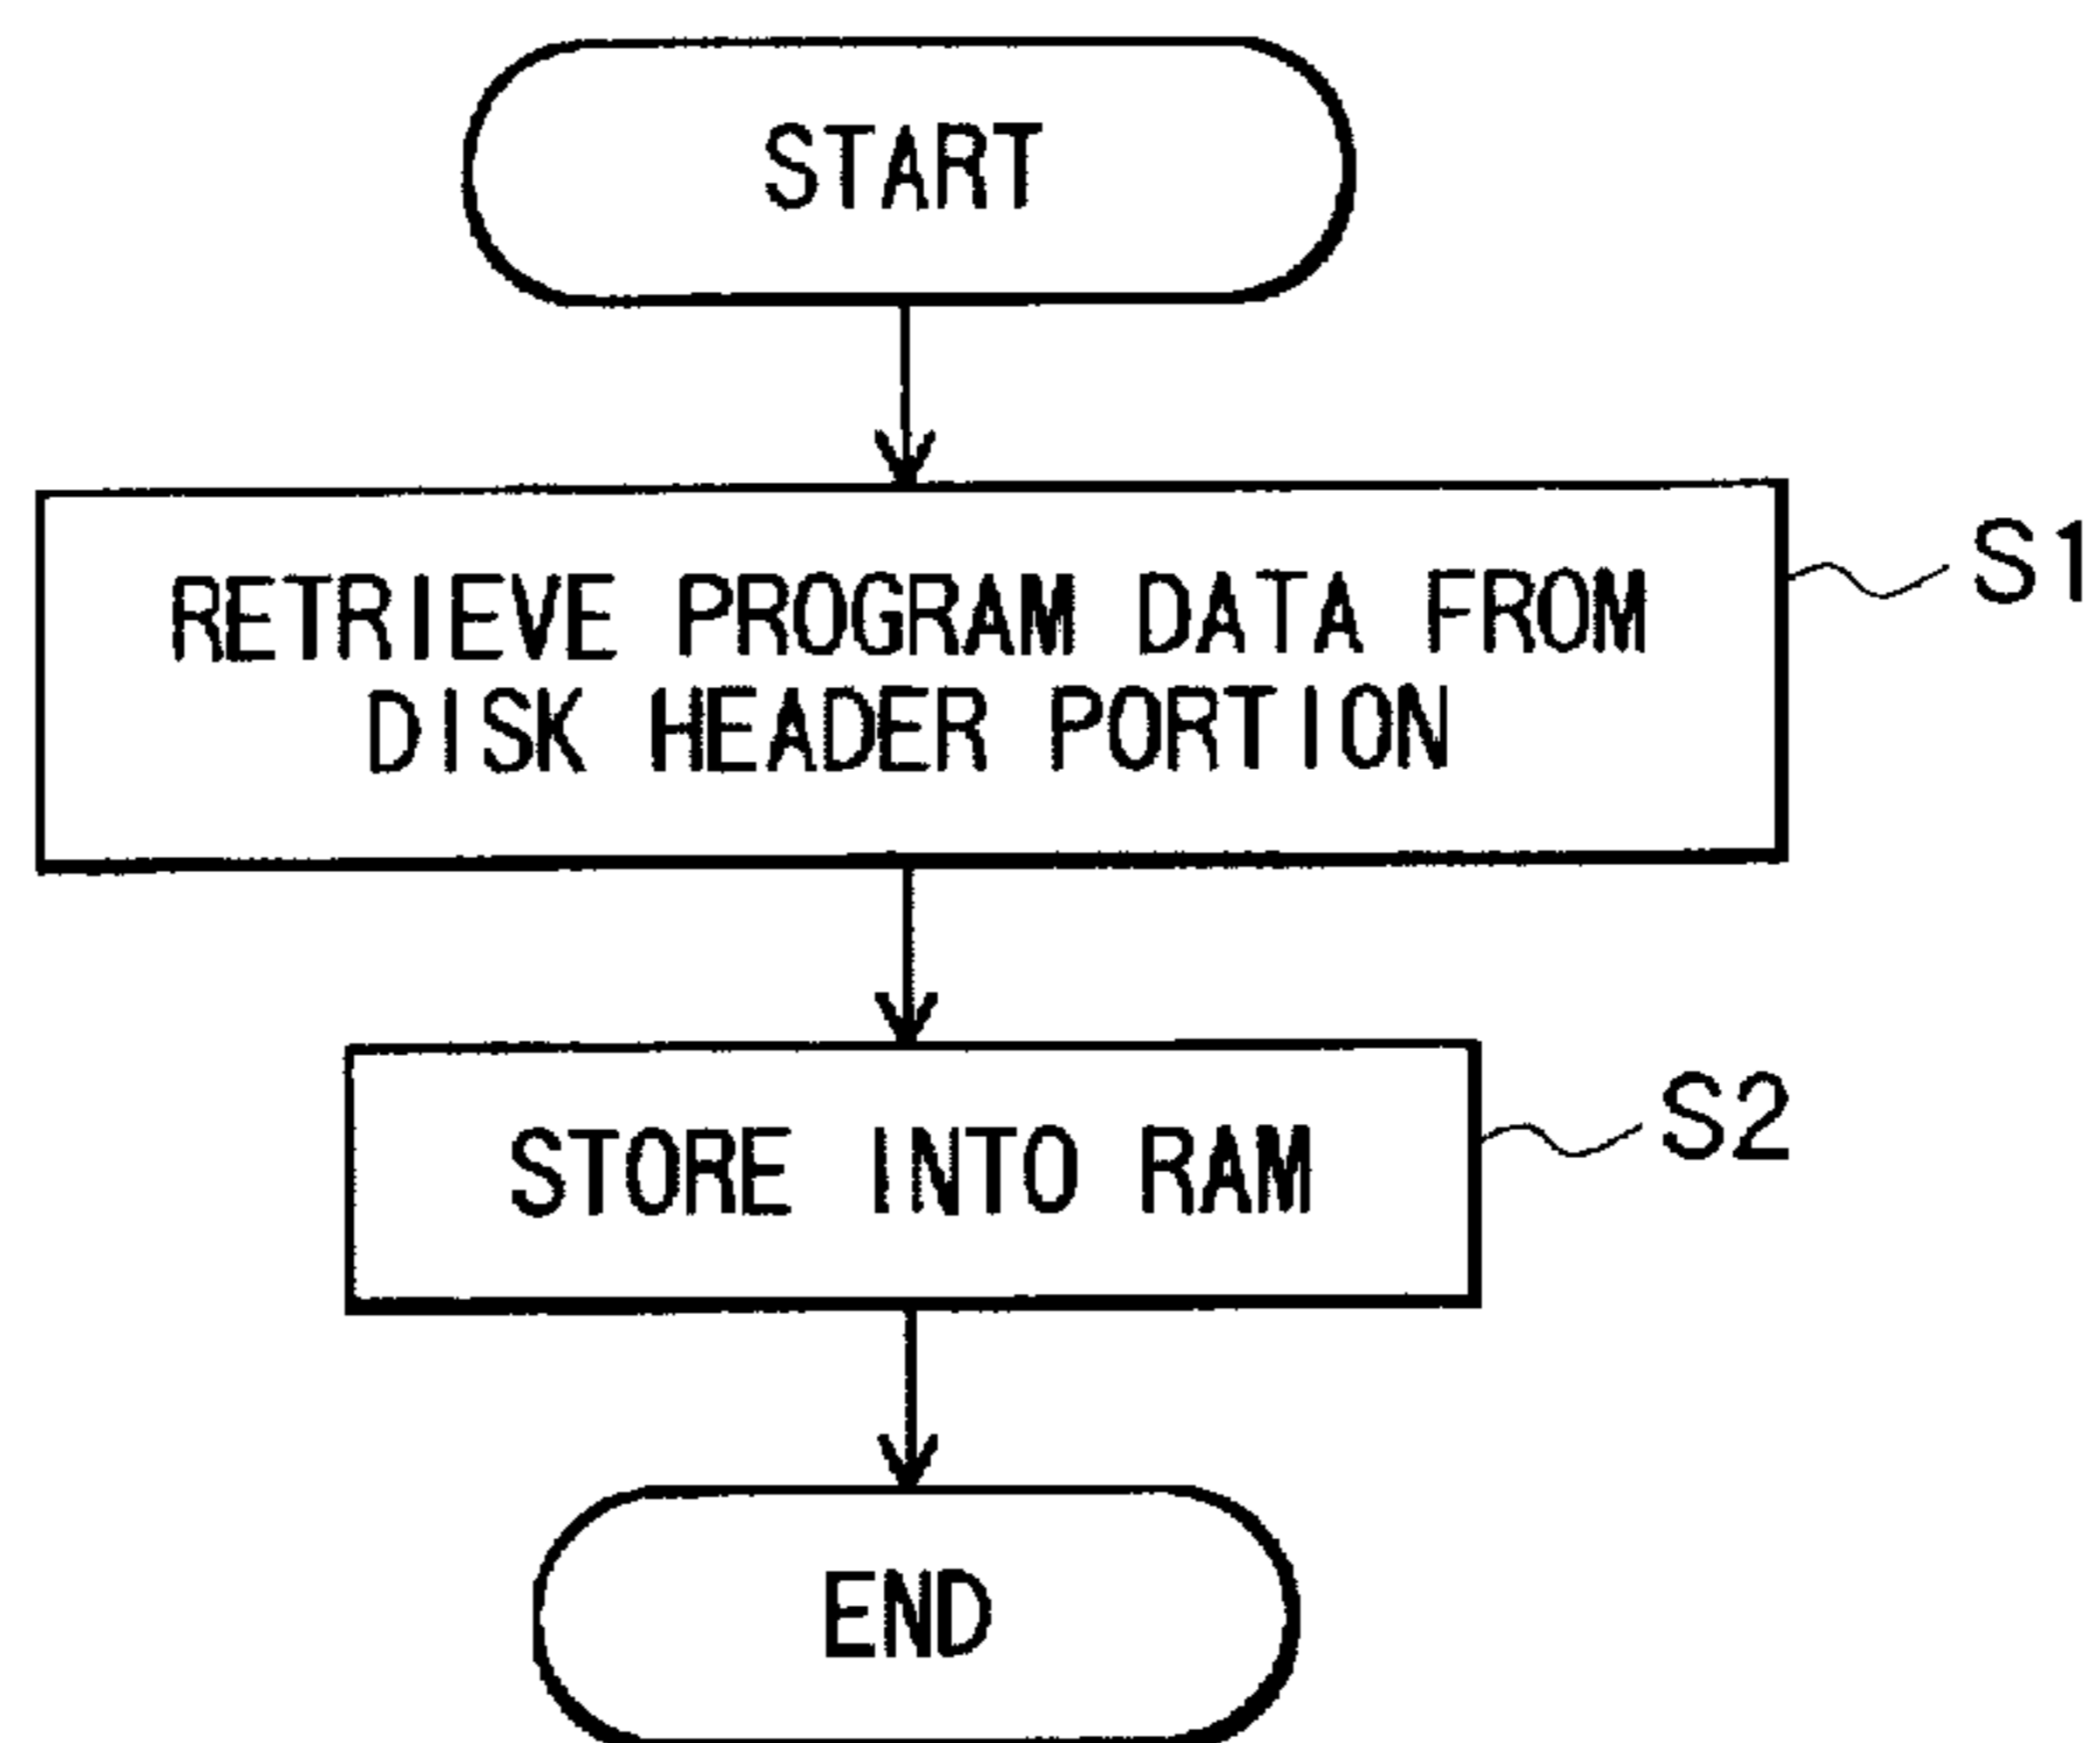 START
RETRIEVE PROGRAM DATA FROM
DISK HEADER PORTION
S1
STORE INTO RAM
S2
END